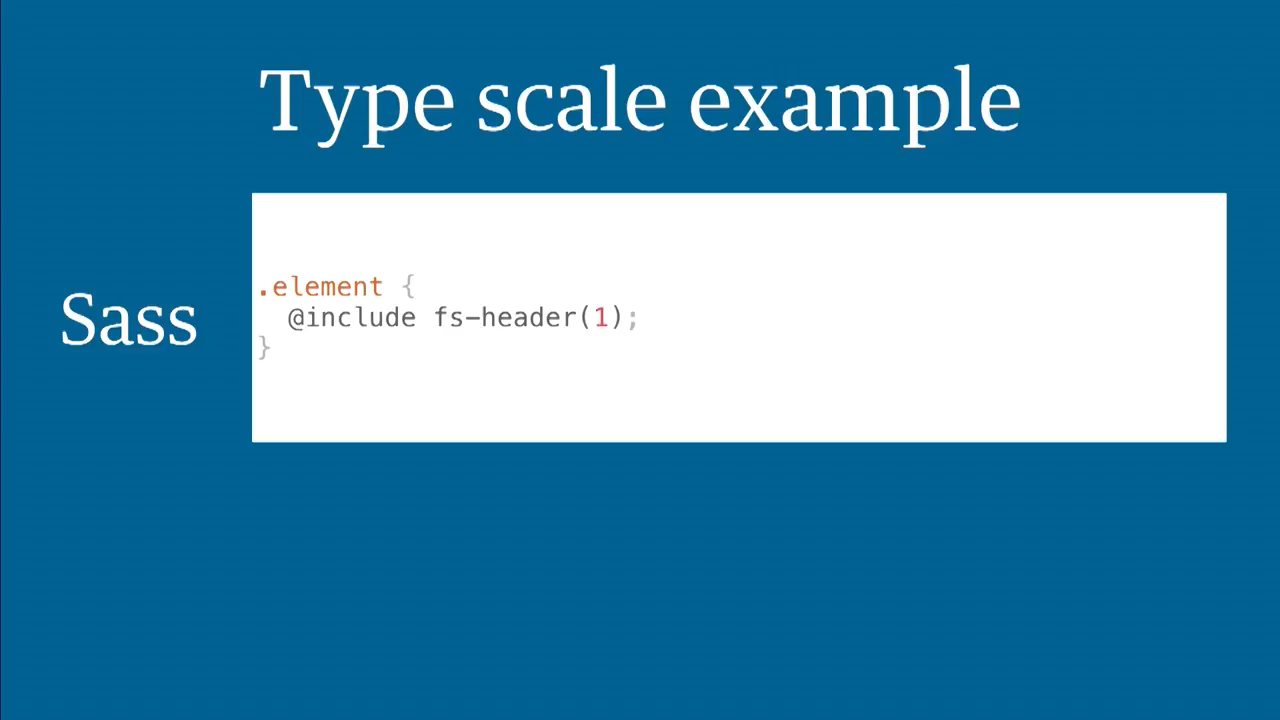 Type scale example
Sass
.element {
  @include fs-header(1);
}